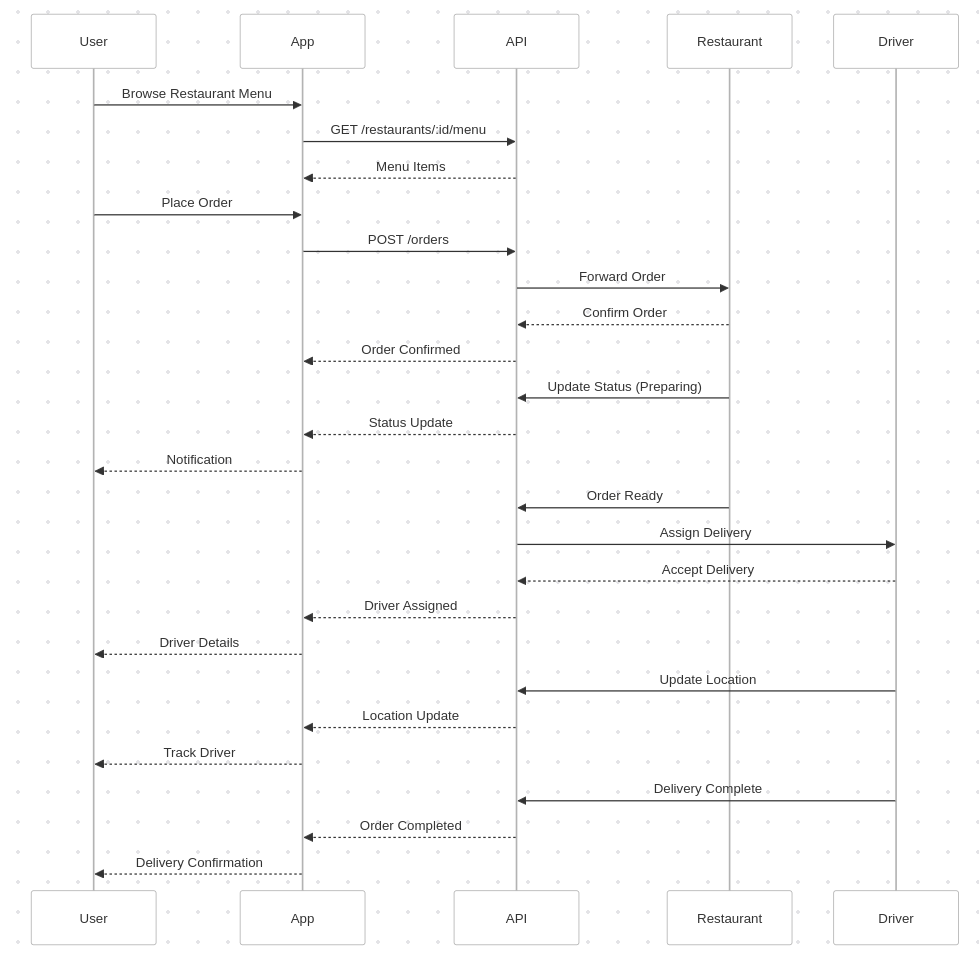 User
App
API
Restaurant
Driver
Browse Restaurant Menu
GET /restaurants/:id/menu
Menu Items
Place Order
POST /orders
Forward Order
Confirm Order
Order Confirmed
Update Status (Preparing)
Status Update
Notification
Order Ready
Assign Delivery
Accept Delivery
Driver Assigned
Driver Details
Update Location
Location Update
Track Driver
Delivery Complete
Order Completed
Delivery Confirmation
User
App
API
Restaurant
Driver